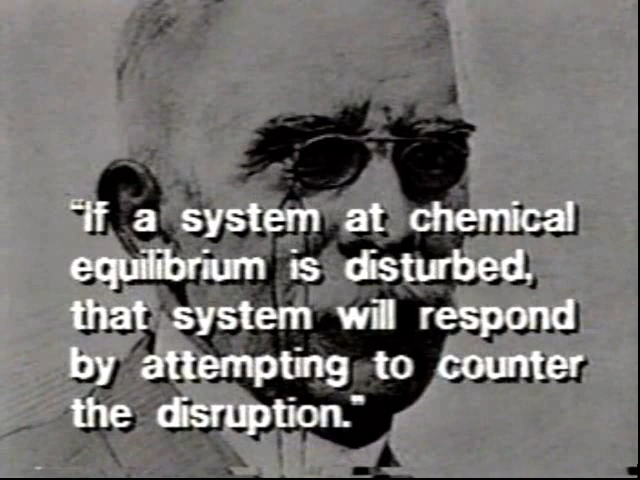 "If a system at chemical
equilibrium is disturbed,
that system will respond
by attempting to counter
the disruption."